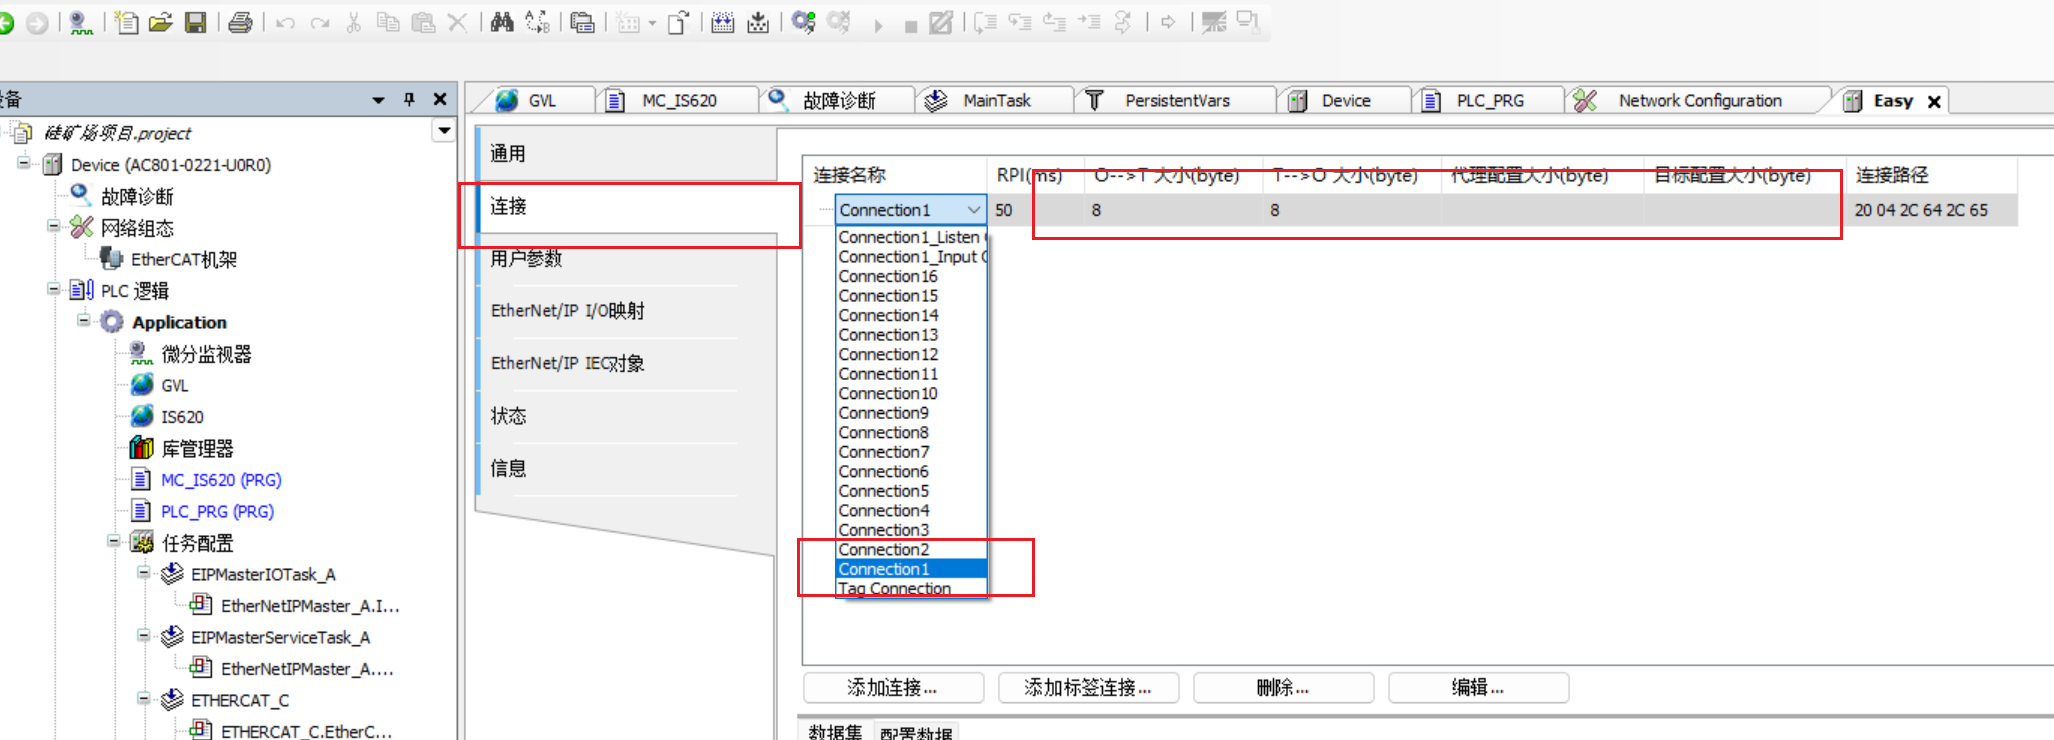 设备
GVL
MC_IS620
故障诊断
MainTask
PersistentVars
Device
PLC_PRG
Network Configuration
Easy
硅矿场项目.project
Device (AC801-0221-U0R0)
故障诊断
网络组态
EtherCAT机架
PLC 逻辑
Application
微分监视器
GVL
IS620
库管理器
MC_IS620 (PRG)
PLC_PRG (PRG)
任务配置
EIPMasterIOTask_A
EtherNetIPMaster_A.I...
EIPMasterServiceTask_A
EtherNetIPMaster_A....
ETHERCAT_C
ETHERCAT_C.EtherC...
通用
连接
用户参数
EtherNet/IP I/O映射
EtherNet/IP IEC对象
状态
信息
连接名称 RPI(ms) O-->T 大小(byte) T-->O 大小(byte) 代理配置大小(byte) 目标配置大小(byte) 连接路径
Connection1 50 8 8 20 04 2C 64 2C 65
Connection1_Listen
Connection1_Input
Connection16
Connection15
Connection14
Connection13
Connection12
Connection11
Connection10
Connection9
Connection8
Connection7
Connection6
Connection5
Connection4
Connection3
Connection2
Connection1
Tag Connection
添加连接... 添加标签连接... 删除... 编辑...
数据集 配置数据